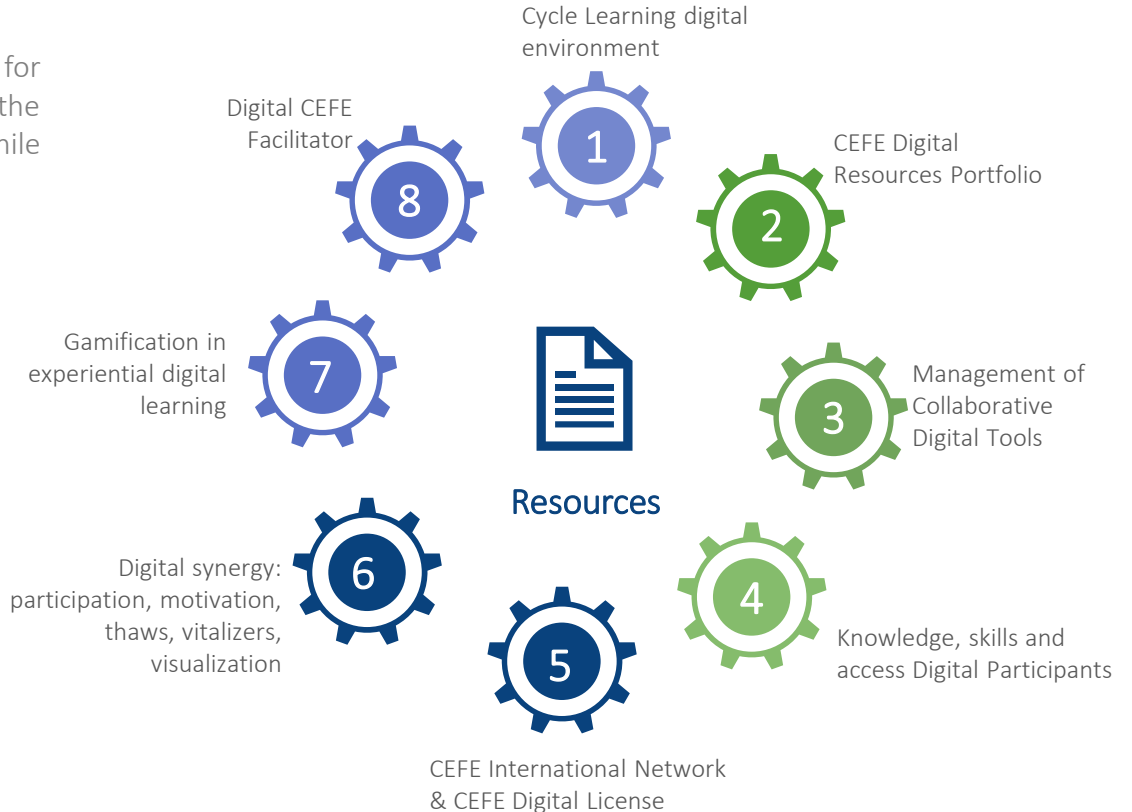 for
the
Cycle Learning digital
environment
1
Digital CEFE
Facilitator
8
CEFE Digital
Resources Portfolio
2
Gamification in
experiential digital
learning
7
Management of
Collaborative
Digital Tools
3
Resources
Digital synergy:
participation, motivation,
thaws, vitalizers,
visualization
6
4
Knowledge, skills and
access Digital Participants
5
CEFE International Network
& CEFE Digital License